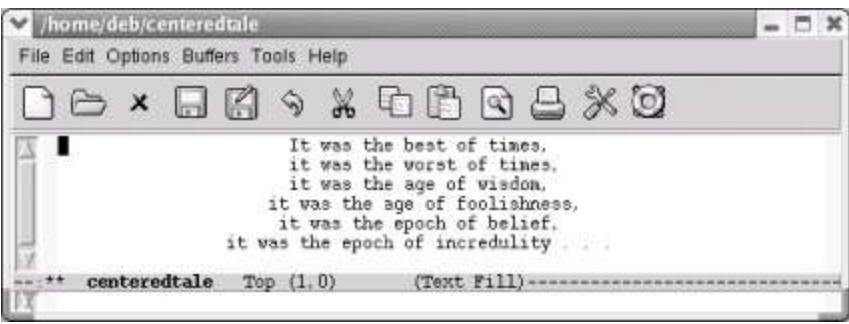 /home/deb/centeredtale
File Edit Options Buffers Tools Help
It was the best of times,
it was the worst of times,
it was the age of wisdom,
it was the age of foolishness,
it was the epoch of belief,
it was the epoch of incredulity . . .
--:** centeredtale Top (1,0) (Text Fill)------------------------------